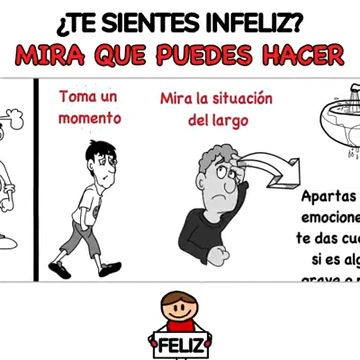 ¿TE SIENTES INFELIZ?
MIRA QUE PUEDES HACER
Toma un
momento
Mira la situación
del largo
Apartas
emocione
te das cue
si es alg
FELIZ